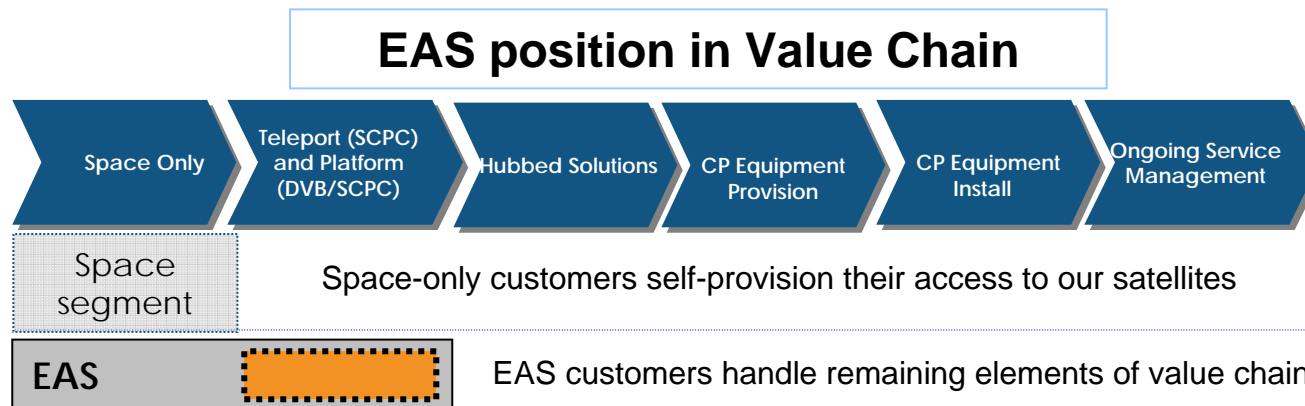 EAS position in Value Chain
Space Only
Teleport (SCPC)
and Platform
(DVB/SCPC)
Hubbed Solutions
CP Equipment
Provision
CP Equipment
Install
Ongoing Service
Management
Space
segment
Space-only customers self-provision their access to our satellites
EAS
EAS customers handle remaining elements of value chain